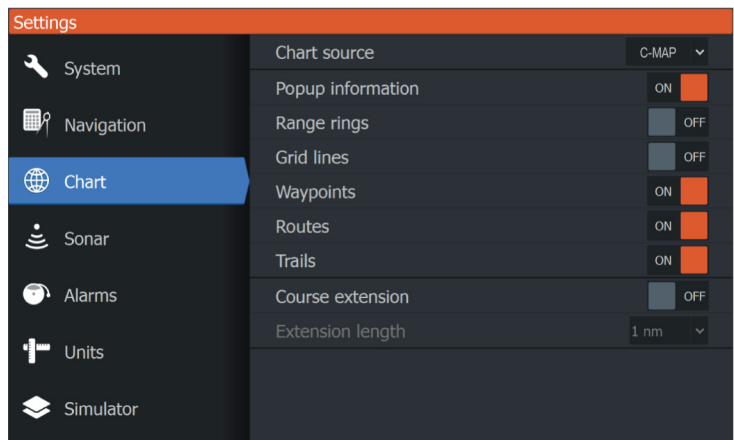 Settings
System
Navigation
Chart
Sonar
Alarms
Units
Simulator
Chart source C-MAP
Popup information ON
Range rings OFF
Grid lines OFF
Waypoints ON
Routes ON
Trails ON
Course extension OFF
Extension length 1 nm